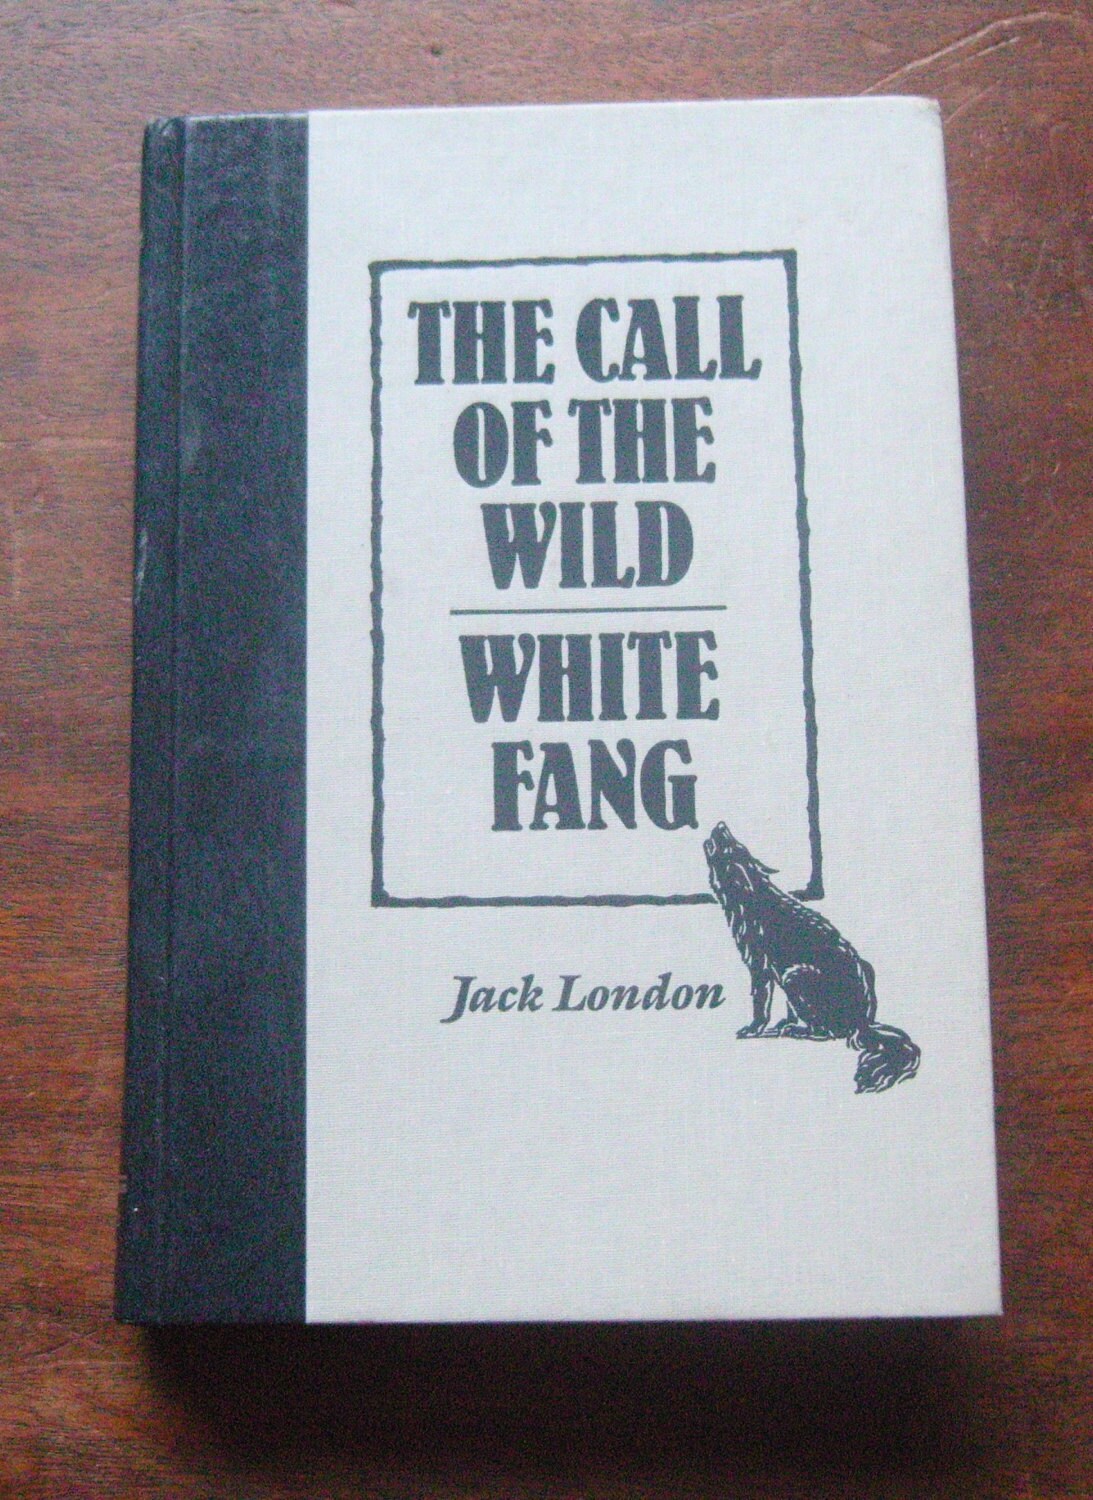 THE CALL
OF THE
WILD
WHITE
FANG
Jack London